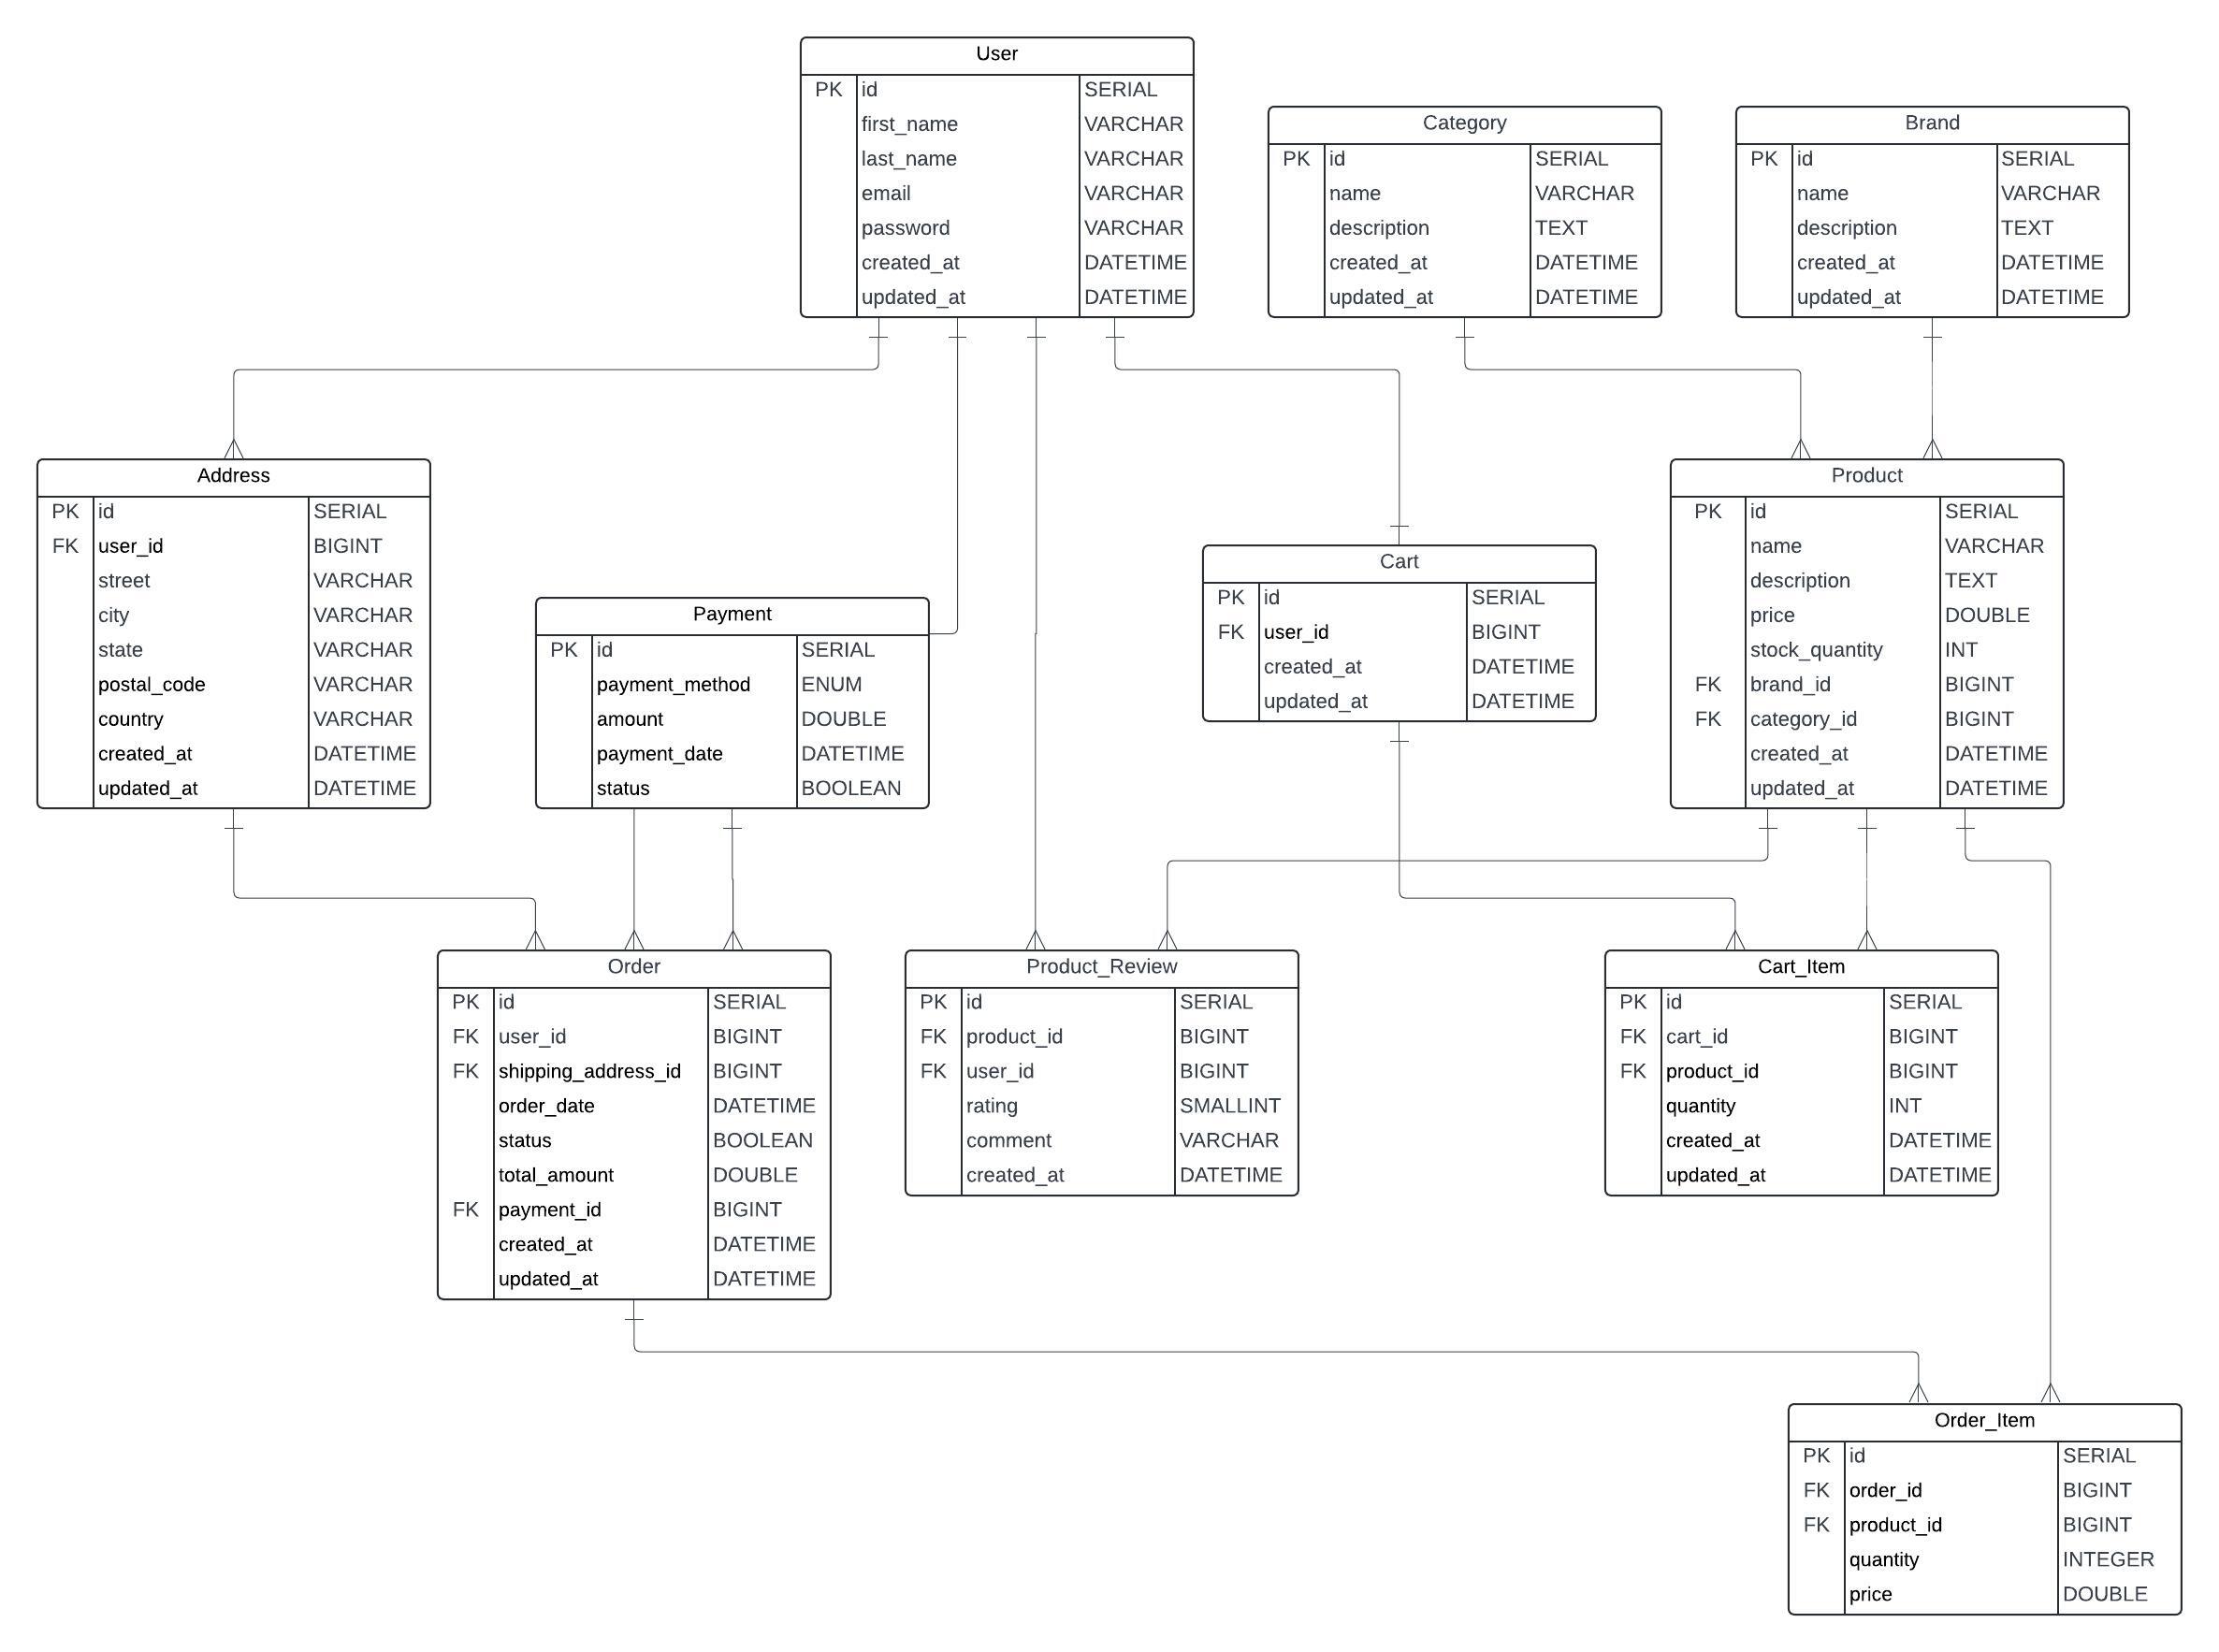 User
PK id SERIAL
first_name VARCHAR
last_name VARCHAR
email VARCHAR
password VARCHAR
created_at DATETIME
updated_at DATETIME
Category
PK id SERIAL
name VARCHAR
description TEXT
created_at DATETIME
updated_at DATETIME
Brand
PK id SERIAL
name VARCHAR
description TEXT
created_at DATETIME
updated_at DATETIME
Address
PK id SERIAL
FK user_id BIGINT
street VARCHAR
city VARCHAR
state VARCHAR
postal_code VARCHAR
country VARCHAR
created_at DATETIME
updated_at DATETIME
Payment
PK id SERIAL
payment_method ENUM
amount DOUBLE
payment_date DATETIME
status BOOLEAN
Cart
PK id SERIAL
FK user_id BIGINT
created_at DATETIME
updated_at DATETIME
Product
PK id SERIAL
name VARCHAR
description TEXT
price DOUBLE
stock_quantity INT
FK brand_id BIGINT
FK category_id BIGINT
created_at DATETIME
updated_at DATETIME
Order
PK id SERIAL
FK user_id BIGINT
FK shipping_address_id BIGINT
order_date DATETIME
status BOOLEAN
total_amount DOUBLE
FK payment_id BIGINT
created_at DATETIME
updated_at DATETIME
Product_Review
PK id SERIAL
FK product_id BIGINT
FK user_id BIGINT
rating SMALLINT
comment VARCHAR
created_at DATETIME
Cart_Item
PK id SERIAL
FK cart_id BIGINT
FK product_id BIGINT
quantity INT
created_at DATETIME
updated_at DATETIME
Order_Item
PK id SERIAL
FK order_id BIGINT
FK product_id BIGINT
quantity INTEGER
price DOUBLE